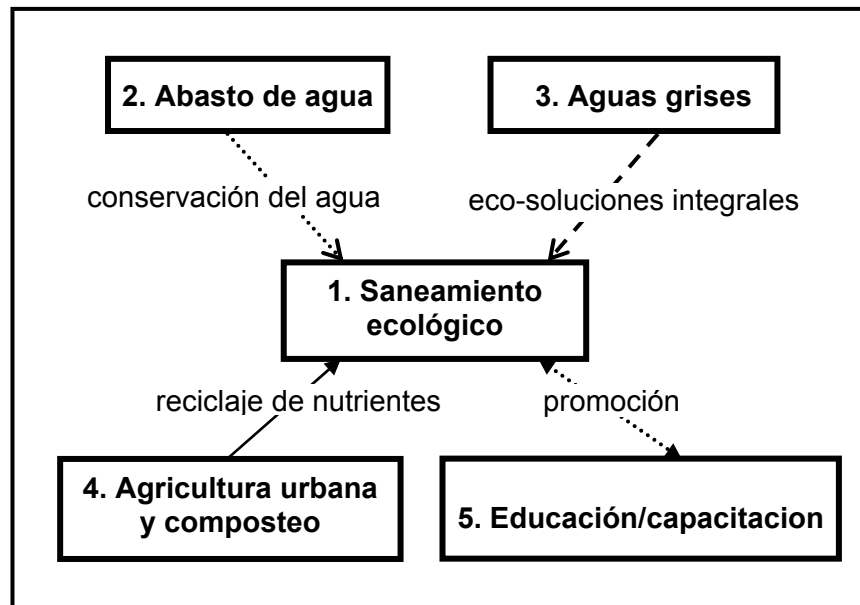 2. Abasto de agua
3. Aguas grises
conservación del agua
eco-soluciones integrales
1. Saneamiento
ecológico
reciclaje de nutrientes
promoción
4. Agricultura urbana
y composteo
5. Educación/capacitacion